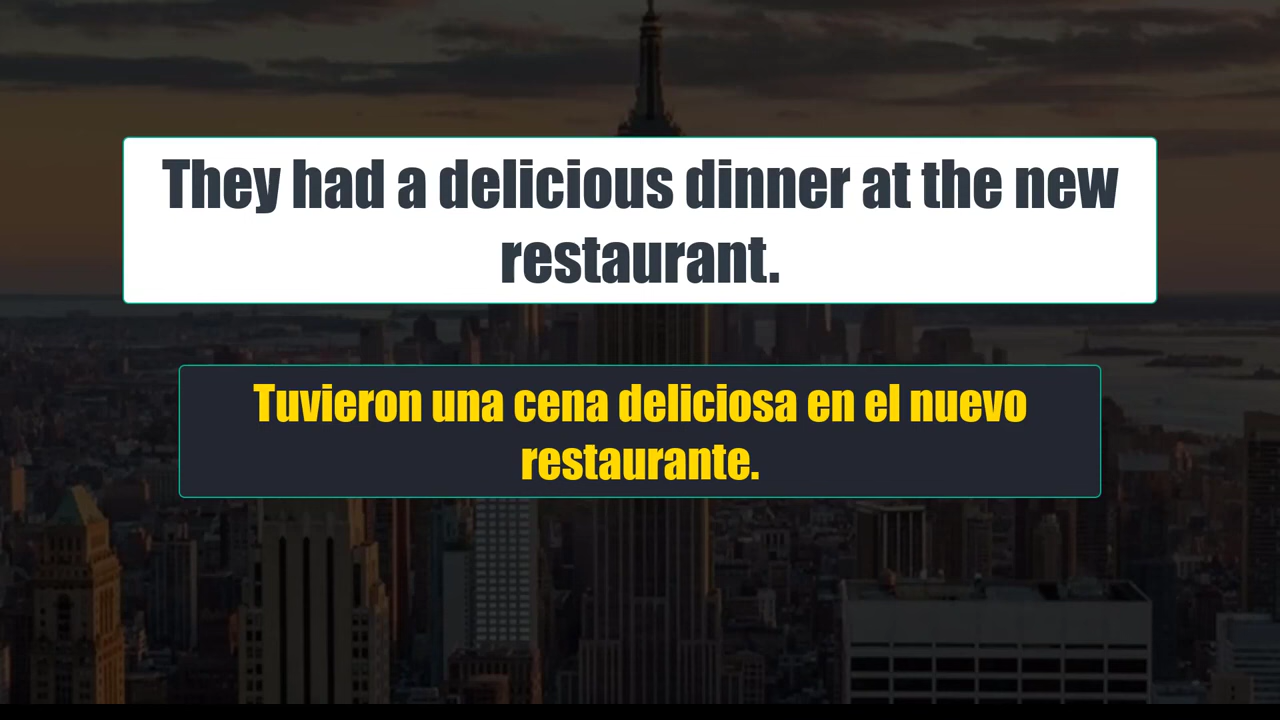 They had a delicious dinner at the new
restaurant.
Tuvieron una cena deliciosa en el nuevo
restaurante.